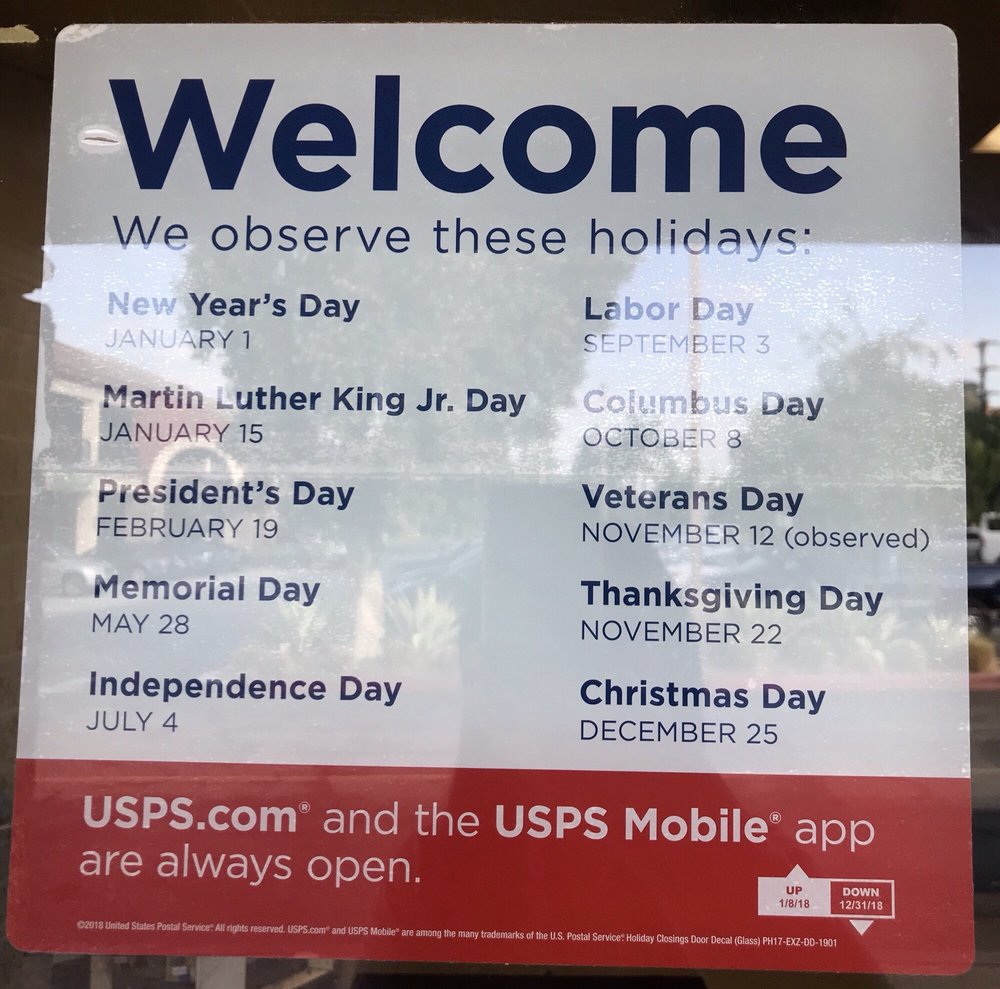 Welcome
We observe these holidays:
New Year's Day
JANUARY 1
Martin Luther King Jr. Day
JANUARY 15
President's Day
FEBRUARY 19
Memorial Day
MAY 28
Independence Day
JULY 4
Labor Day
SEPTEMBER 3
Columbus Day
OCTOBER 8
Veterans Day
NOVEMBER 12 (observed)
Thanksgiving Day
NOVEMBER 22
Christmas Day
DECEMBER 25
USPS.com® and the USPS Mobile® app
are always open.
UP
1/8/18
DOWN
12/31/18
©2018 United States Postal Service® All rights reserved. USPS.com® and USPS Mobile® are among the many trademarks of the U.S. Postal Service® Holiday Closings Door Decal (Glass) PH17-EXZ-DD-1901